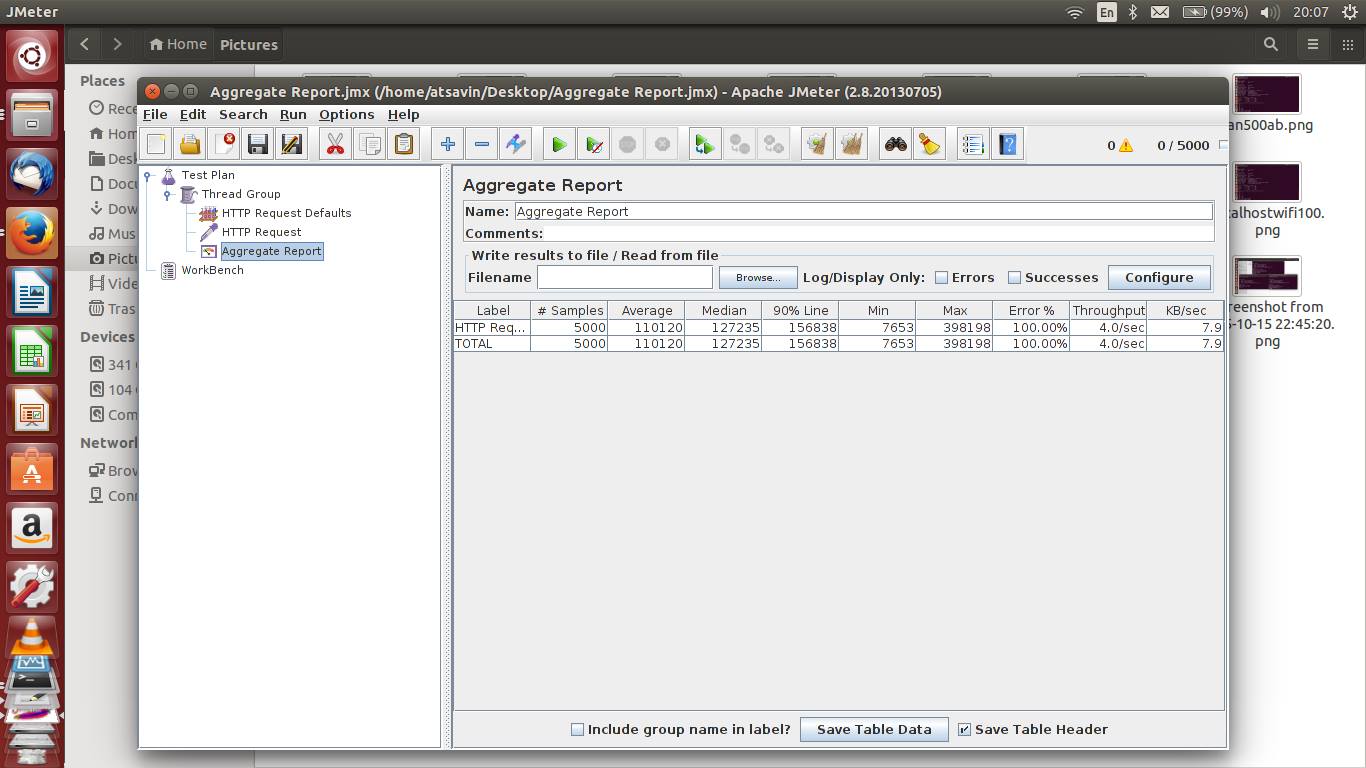 JMeter
En
(99%)
20:07
Home
Pictures
Places
Rece
Hom
Desk
Docu
Dow
Mus
Pictu
Vide
Tras
Devices
341
104
Com
Network
Brow
Conn
an500ab.png
alhostwifi100.
png
reenshot from
5-10-15 22:45:20.
png
Aggregate Report.jmx (/home/atsavin/Desktop/Aggregate Report.jmx) - Apache JMeter (2.8.20130705)
File Edit Search Run Options Help
0
0 / 5000
Test Plan
Thread Group
HTTP Request Defaults
HTTP Request
Aggregate Report
WorkBench
Aggregate Report
Name: Aggregate Report
Comments:
Write results to file / Read from file
Filename Browse... Log/Display Only: Errors Successes Configure
Label # Samples Average Median 90% Line Min Max Error % Throughput KB/sec
HTTP Req... 5000 110120 127235 156838 7653 398198 100.00% 4.0/sec 7.9
TOTAL 5000 110120 127235 156838 7653 398198 100.00% 4.0/sec 7.9
Include group name in label? Save Table Data Save Table Header